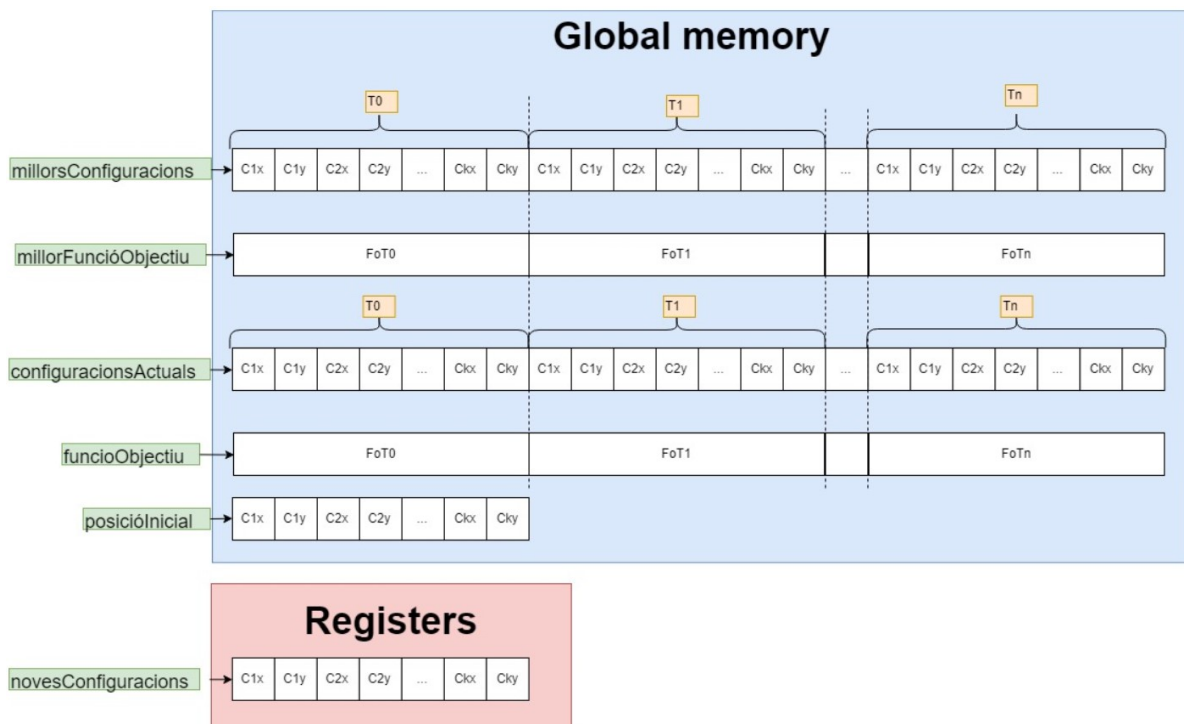 Global memory
T0 T1 Tn
millorsConfiguracions C1x C1y C2x C2y ... Ckx Cky C1x C1y C2x C2y ... Ckx Cky ... C1x C1y C2x C2y ... Ckx Cky
millorFuncióObjectiu FoT0 FoT1 FoTn
T0 T1 Tn
configuracionsActuals C1x C1y C2x C2y ... Ckx Cky C1x C1y C2x C2y ... Ckx Cky ... C1x C1y C2x C2y ... Ckx Cky
funcioObjectiu FoT0 FoT1 FoTn
posicióInicial C1x C1y C2x C2y ... Ckx Cky
Registers
novesConfiguracions C1x C1y C2x C2y ... Ckx Cky